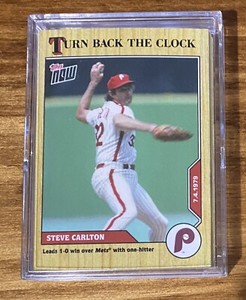 TURN BACK THE CLOCK
Topps NOW
32
7.4.1979
STEVE CARLTON
P
Leads 1-0 win over Mets with one-hitter